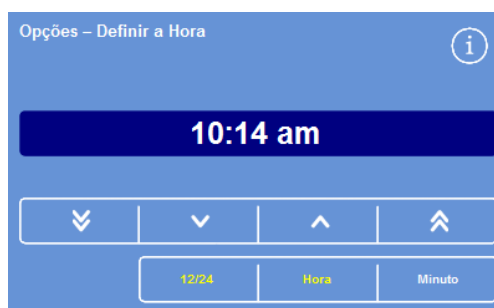 Opções – Definir a Hora
i
10:14 am
12/24 Hora Minuto